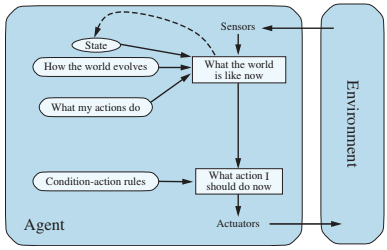 Sensors
State
How the world evolves
What my actions do
What the world
is like now
Condition-action rules
What action I
should do now
Agent
Actuators
Environment